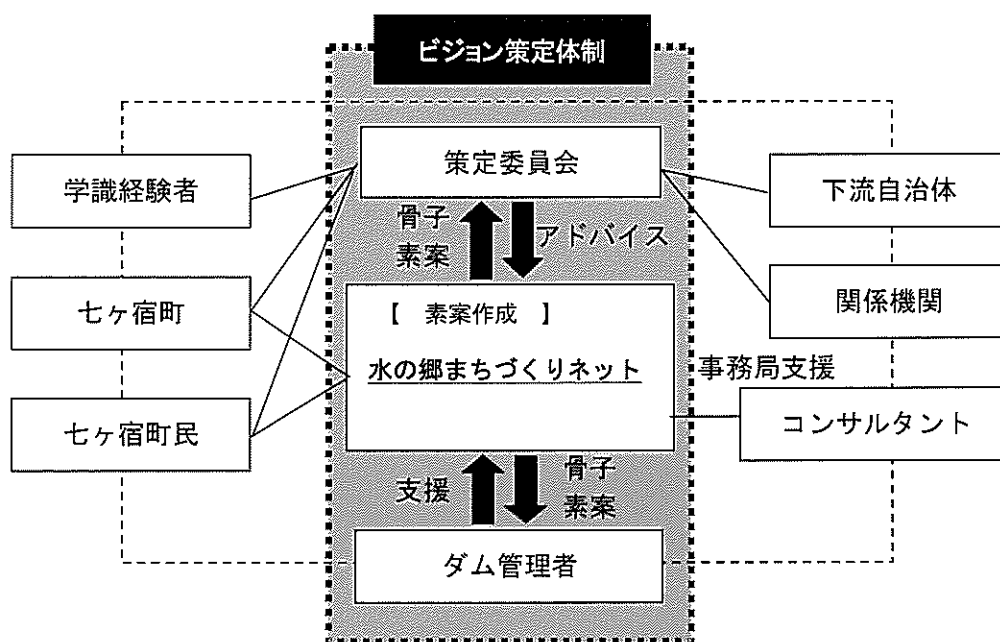 ビジョン策定体制
策定委員会
学識経験者
下流自治体
骨子
素案
アドバイス
七ヶ宿町
関係機関
【 素案作成 】
水の郷まちづくりネット
事務局支援
七ヶ宿町民
コンサルタント
支援
骨子
素案
ダム管理者